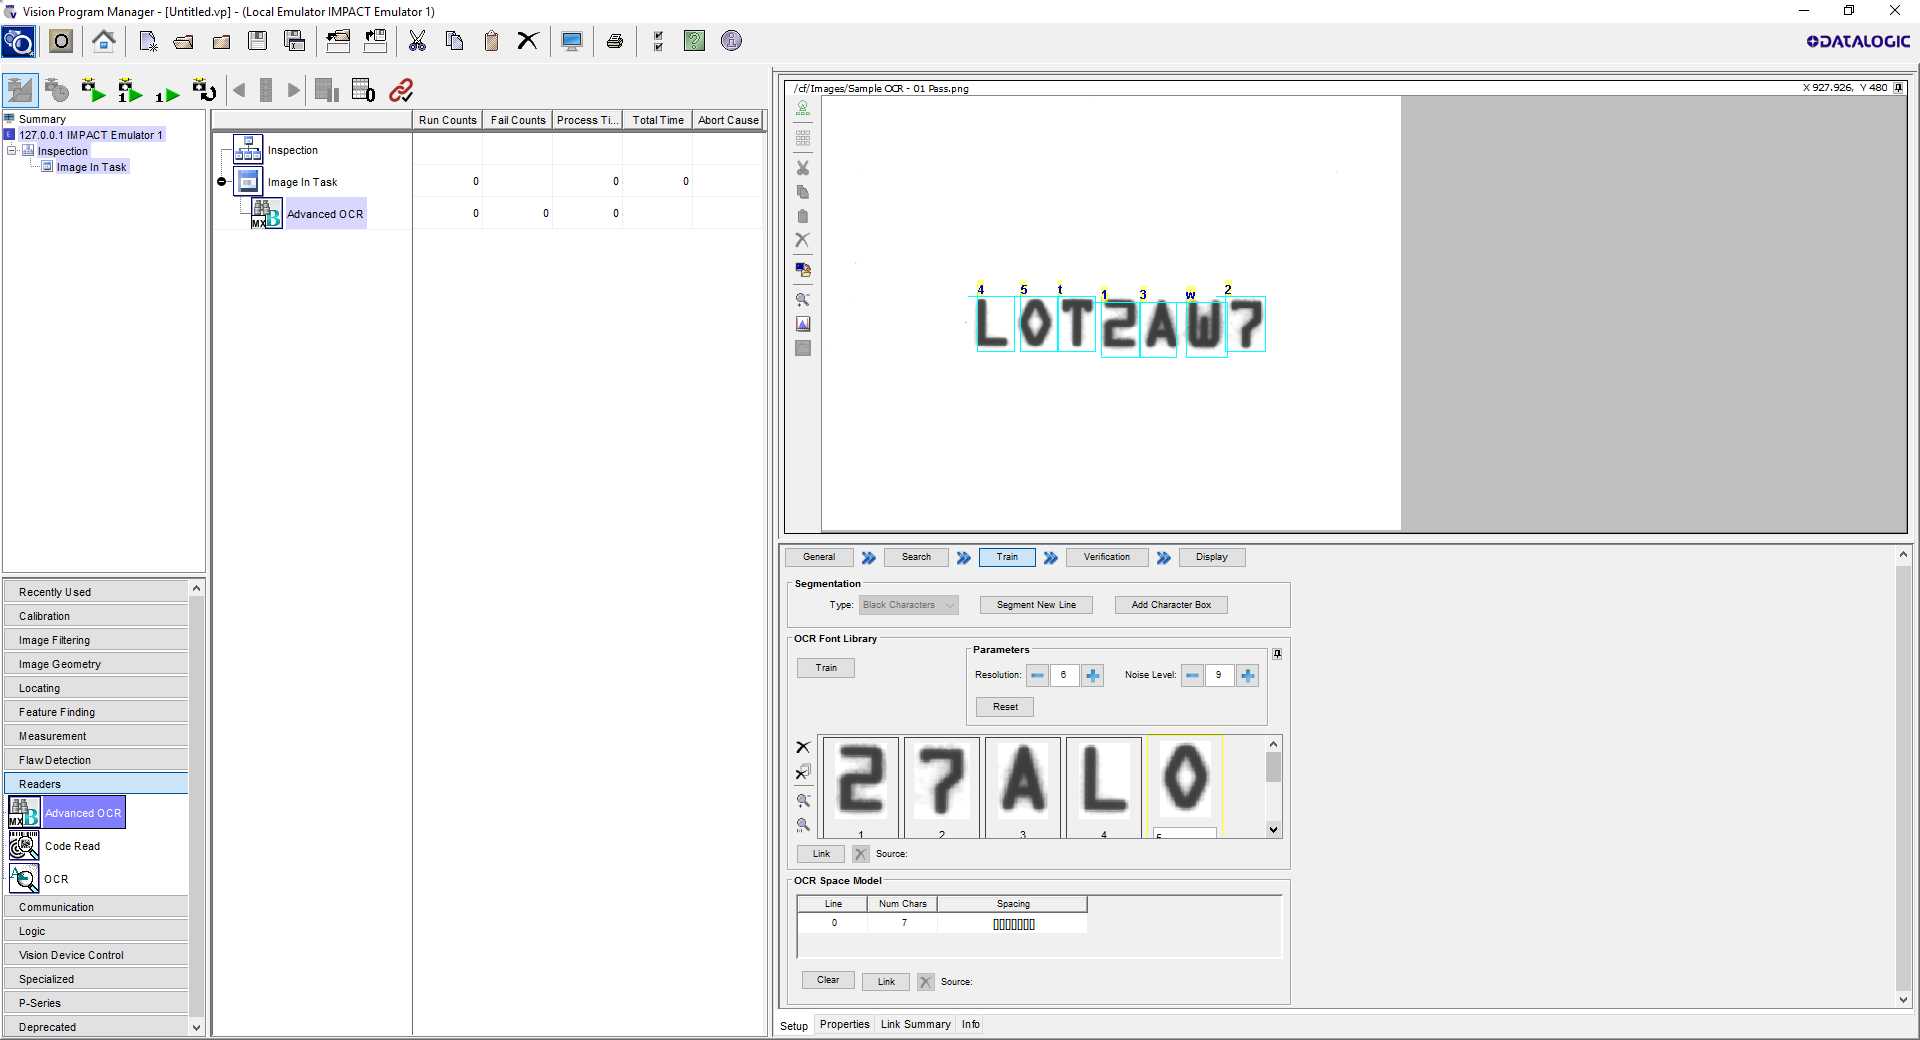 Vision Program Manager - [Untitled.vp] - (Local Emulator IMPACT Emulator 1)
DATALOGIC
Summary
127.0.0.1 IMPACT Emulator 1
Inspection
Image In Task
Recently Used
Calibration
Image Filtering
Image Geometry
Locating
Feature Finding
Measurement
Flaw Detection
Readers
Advanced OCR
Code Read
OCR
Communication
Logic
Vision Device Control
Specialized
P-Series
Deprecated
Run Counts Fail Counts Process Ti... Total Time Abort Cause
Inspection
Image In Task 0 0 0
MX B Advanced OCR 0 0 0
/cf/Images/Sample OCR - 01 Pass.png X 927.926, Y 480
4 5 t 1 3 w 2
LOT2AW7
General Search Train Verification Display
Segmentation
Type: Black Characters Segment New Line Add Character Box
OCR Font Library
Train
Parameters
Resolution: 6 Noise Level: 9
Reset
2 7 A L O
1 2 3 4
Link Source:
OCR Space Model
Line Num Chars Spacing
0 7 [][][][][][][]
Clear Link Source:
Setup Properties Link Summary Info